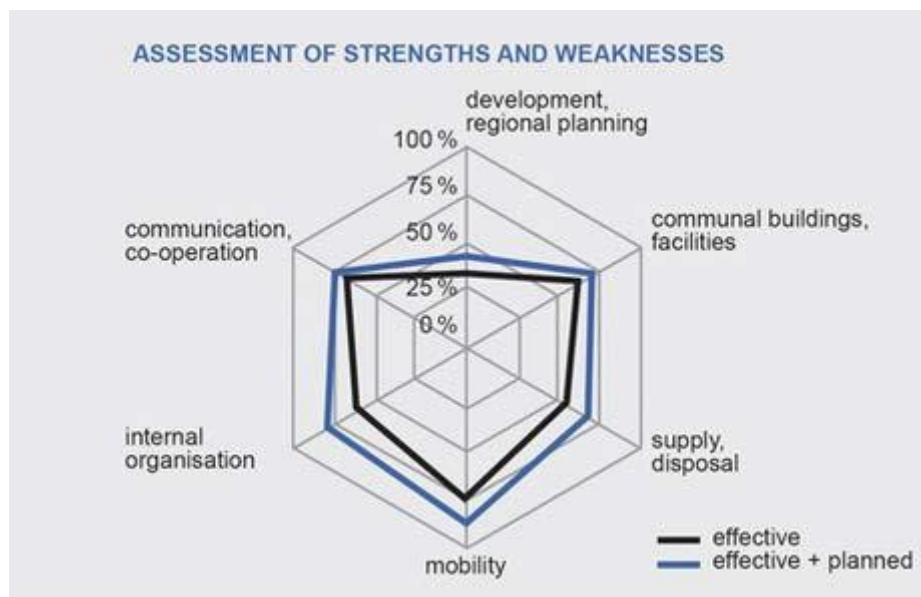 ASSESSMENT OF STRENGTHS AND WEAKNESSES
development,
regional planning
100 %
75 %
50 %
25 %
0 %
communication,
co-operation
communal buildings,
facilities
internal
organisation
supply,
disposal
mobility
effective
effective + planned